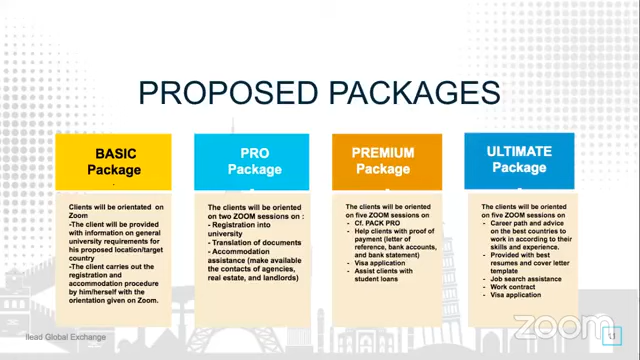 PROPOSED PACKAGES
BASIC
Package
Clients will be orientated on
Zoom
-The client will be provided
with information on general
university requirements for
his proposed location/target
country
-The client carries out the
registration and
accommodation procedure
by him/herself with the
orientation given on Zoom.
PRO
Package
The clients will be oriented
on two ZOOM sessions on :
- Registration into
university
- Translation of documents
- Accommodation
assistance (make available
the contacts of agencies,
real estate, and landlords)
PREMIUM
Package
The clients will be oriented
on five ZOOM sessions on
- Cf. PACK PRO
- Help clients with proof of
payment (letter of
reference, bank accounts,
and bank statement)
- Visa application
- Assist clients with
student loans
ULTIMATE
Package
The clients will be oriented
on five ZOOM sessions on
- Career path and advice
on the best countries to
work in according to their
skills and experience.
- Provided with best
resumes and cover letter
template
- Job search assistance
- Work contract
- Visa application
Ilead Global Exchange
zoom